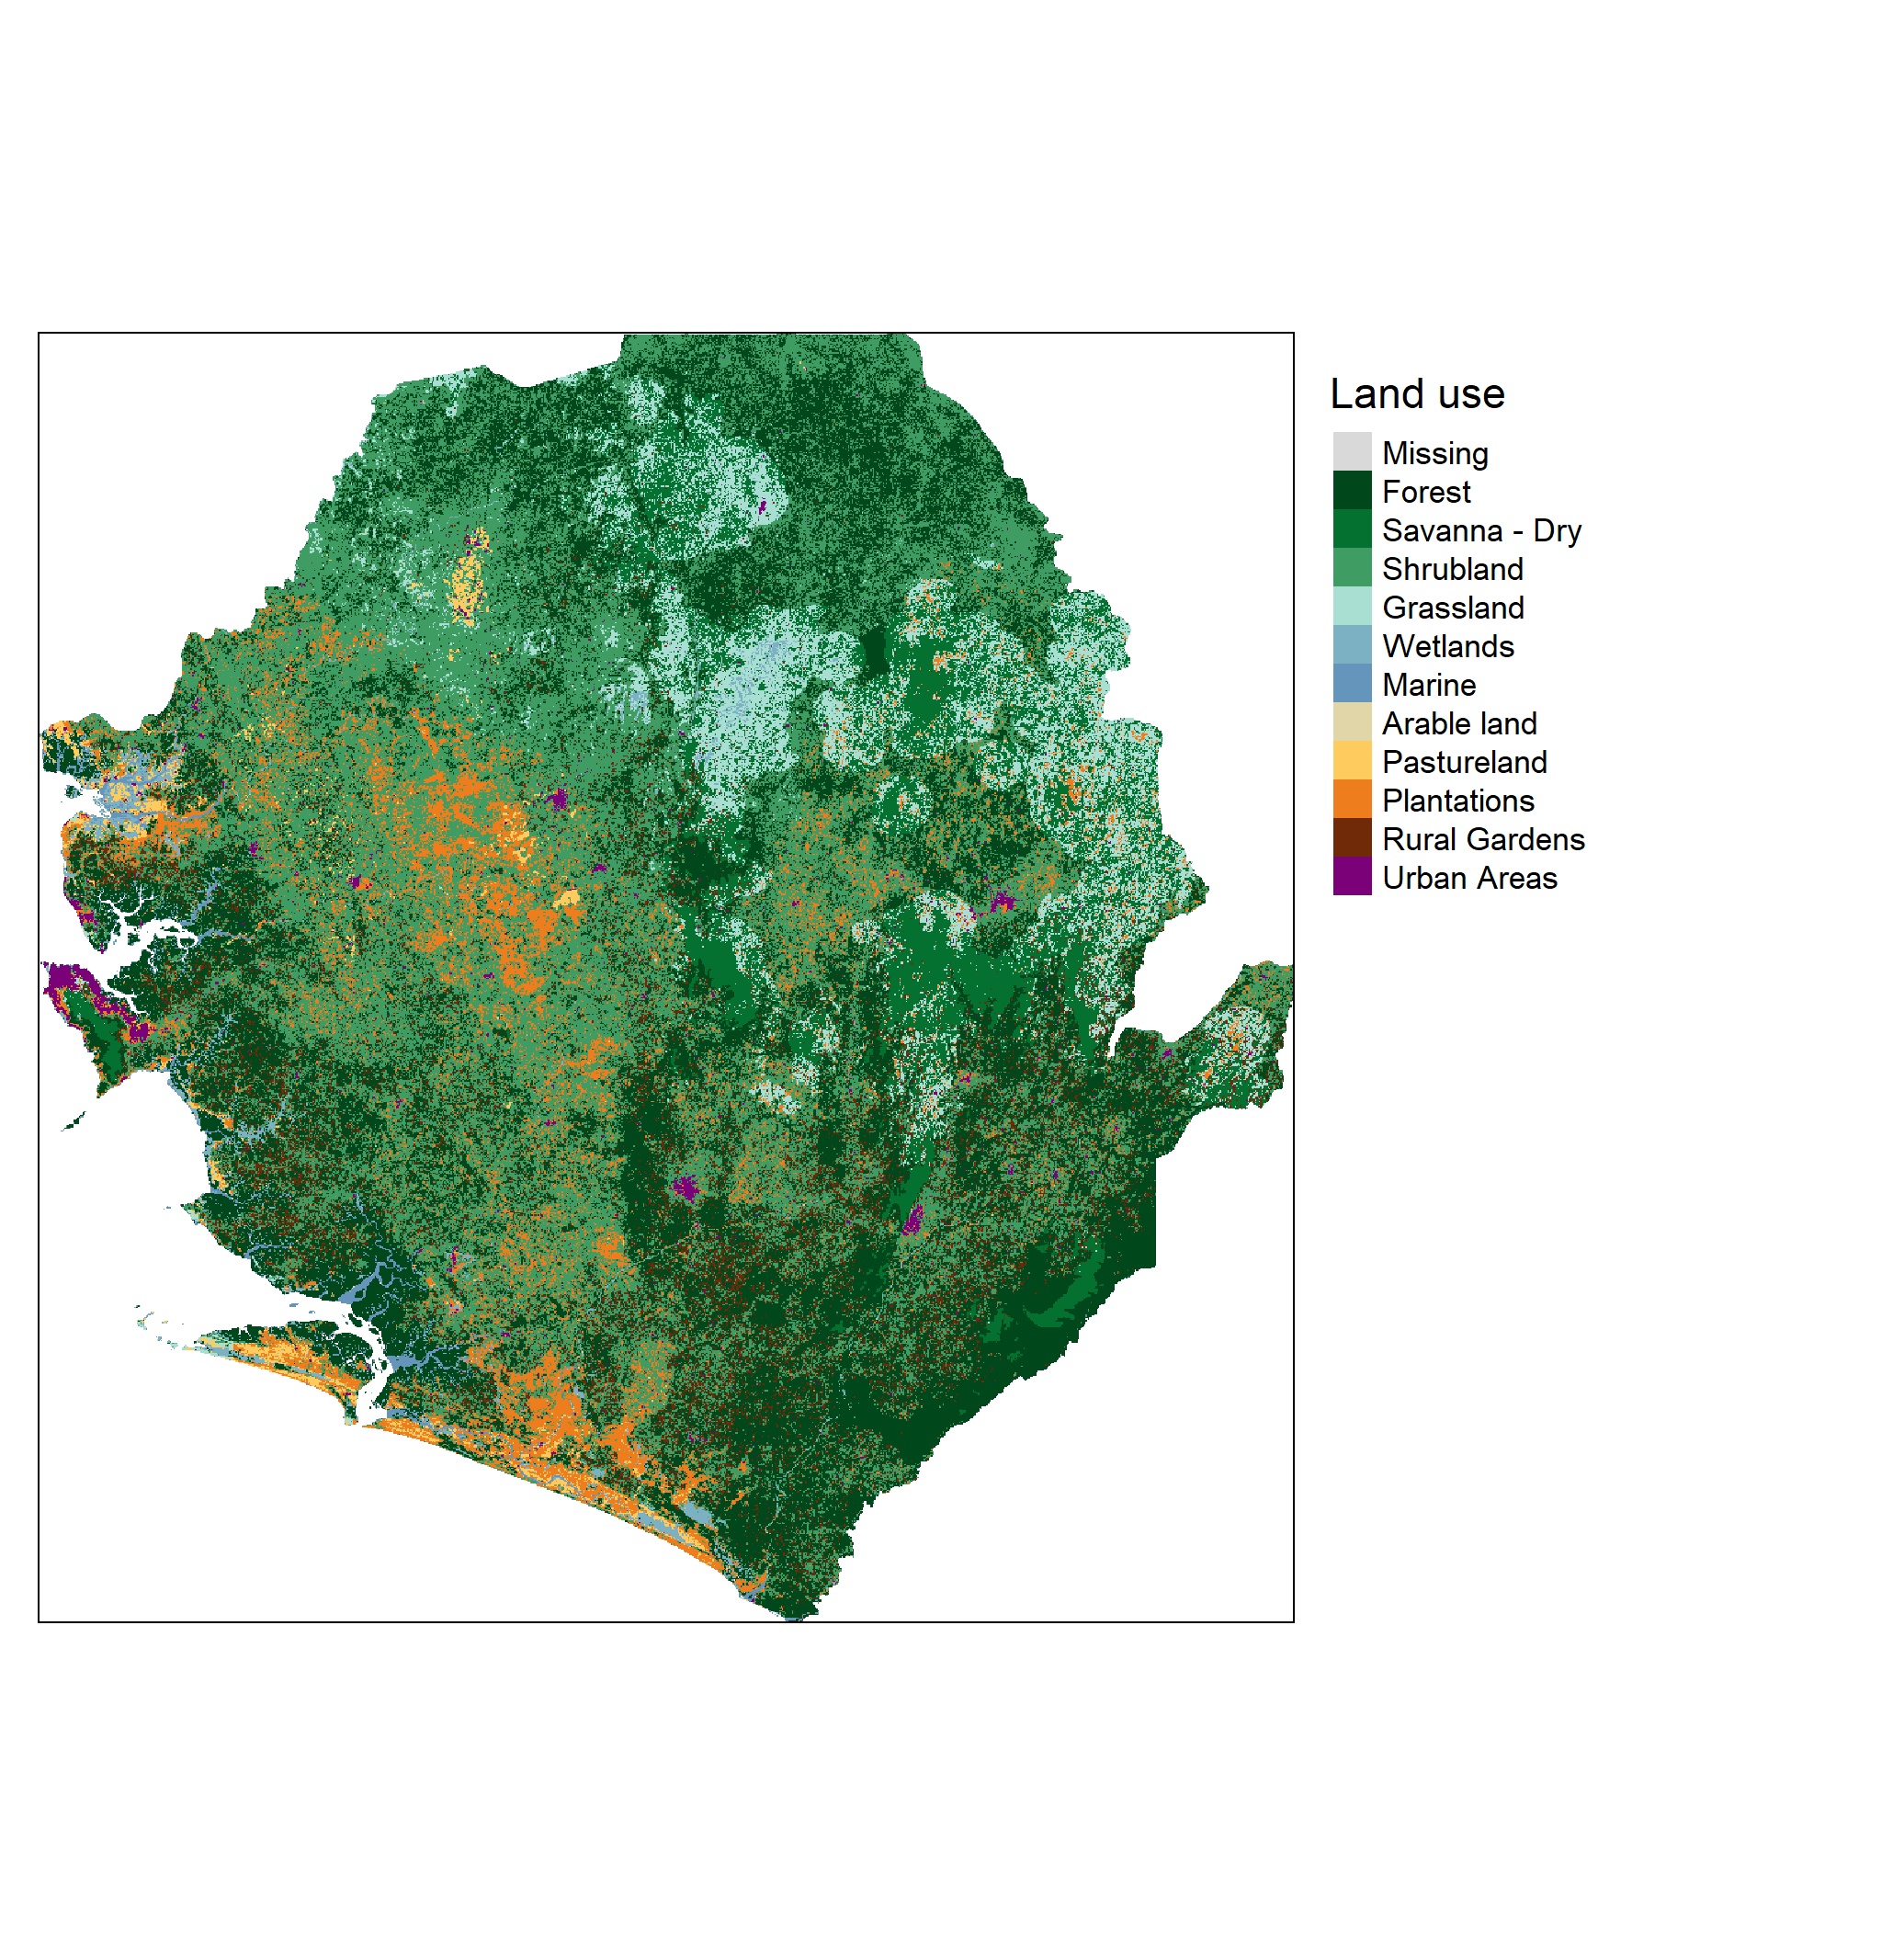 Land use
Missing
Forest
Savanna - Dry
Shrubland
Grassland
Wetlands
Marine
Arable land
Pastureland
Plantations
Rural Gardens
Urban Areas